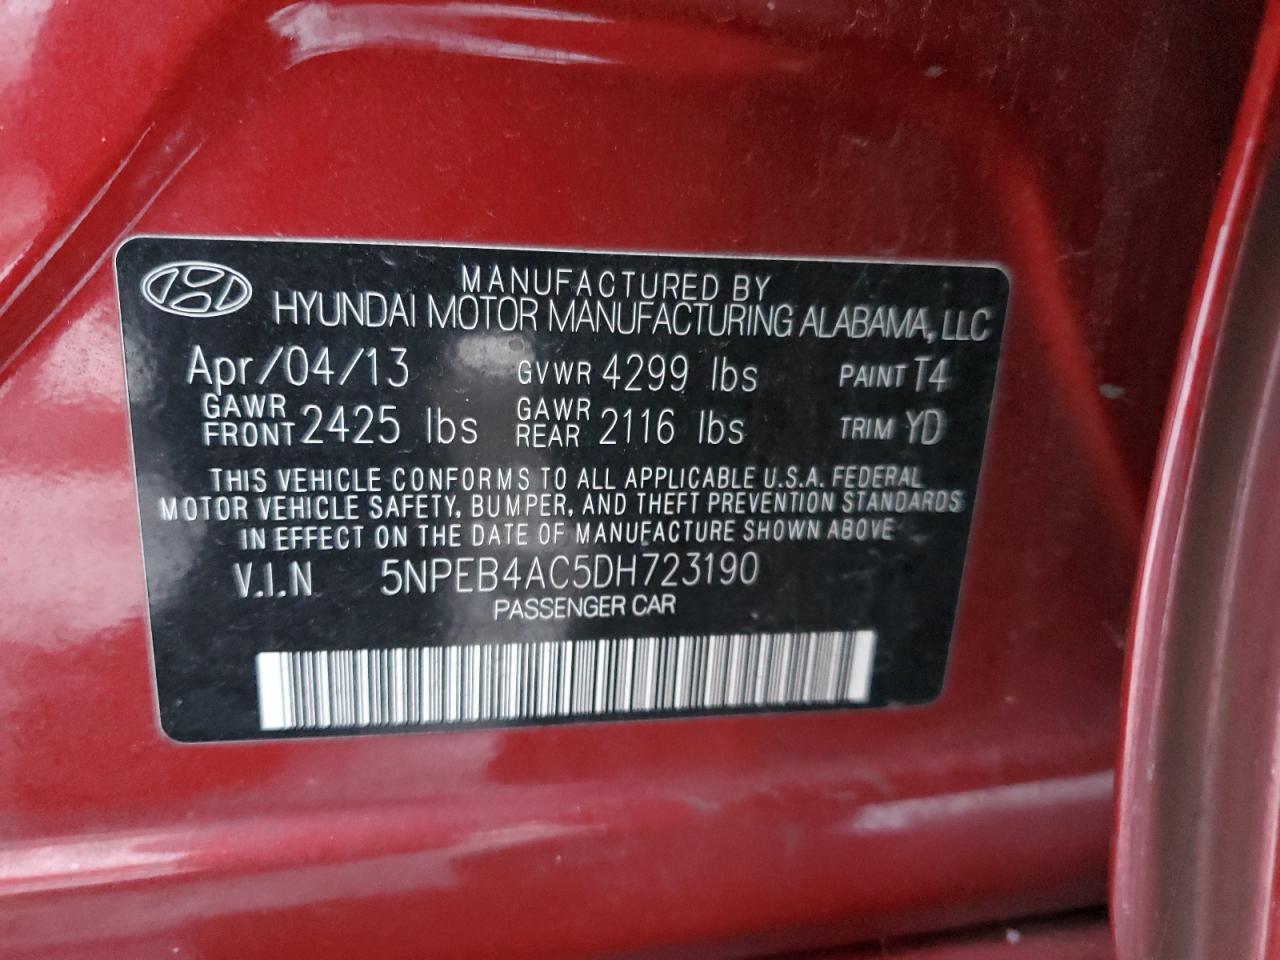 MANUFACTURED BY
HYUNDAI MOTOR MANUFACTURING ALABAMA, LLC
Apr/04/13 GVWR 4299 lbs PAINT T4
GAWR FRONT 2425 lbs GAWR REAR 2116 lbs TRIM YD
THIS VEHICLE CONFORMS TO ALL APPLICABLE U.S.A. FEDERAL
MOTOR VEHICLE SAFETY, BUMPER, AND THEFT PREVENTION STANDARDS
IN EFFECT ON THE DATE OF MANUFACTURE SHOWN ABOVE
V.I.N 5NPEB4AC5DH723190
PASSENGER CAR